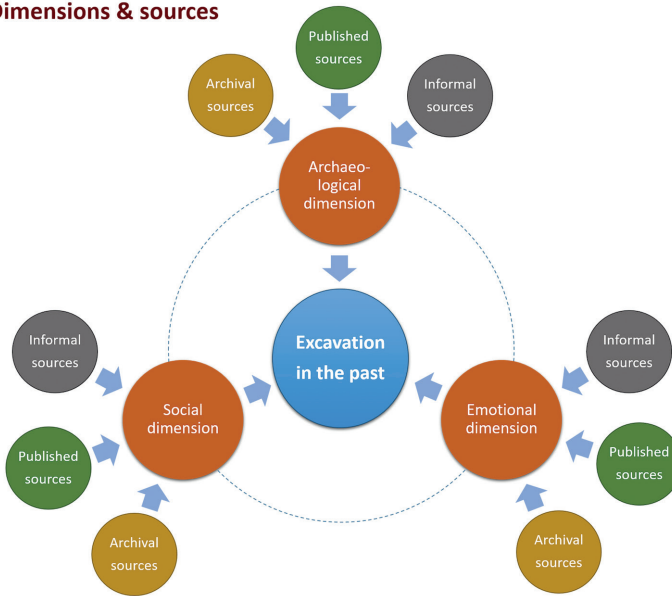 Dimensions & sources
Published
sources
Archival
sources
Informal
sources
Archaeo-
logical
dimension
Excavation
in the past
Informal
sources
Social
dimension
Published
sources
Archival
sources
Informal
sources
Emotional
dimension
Published
sources
Archival
sources